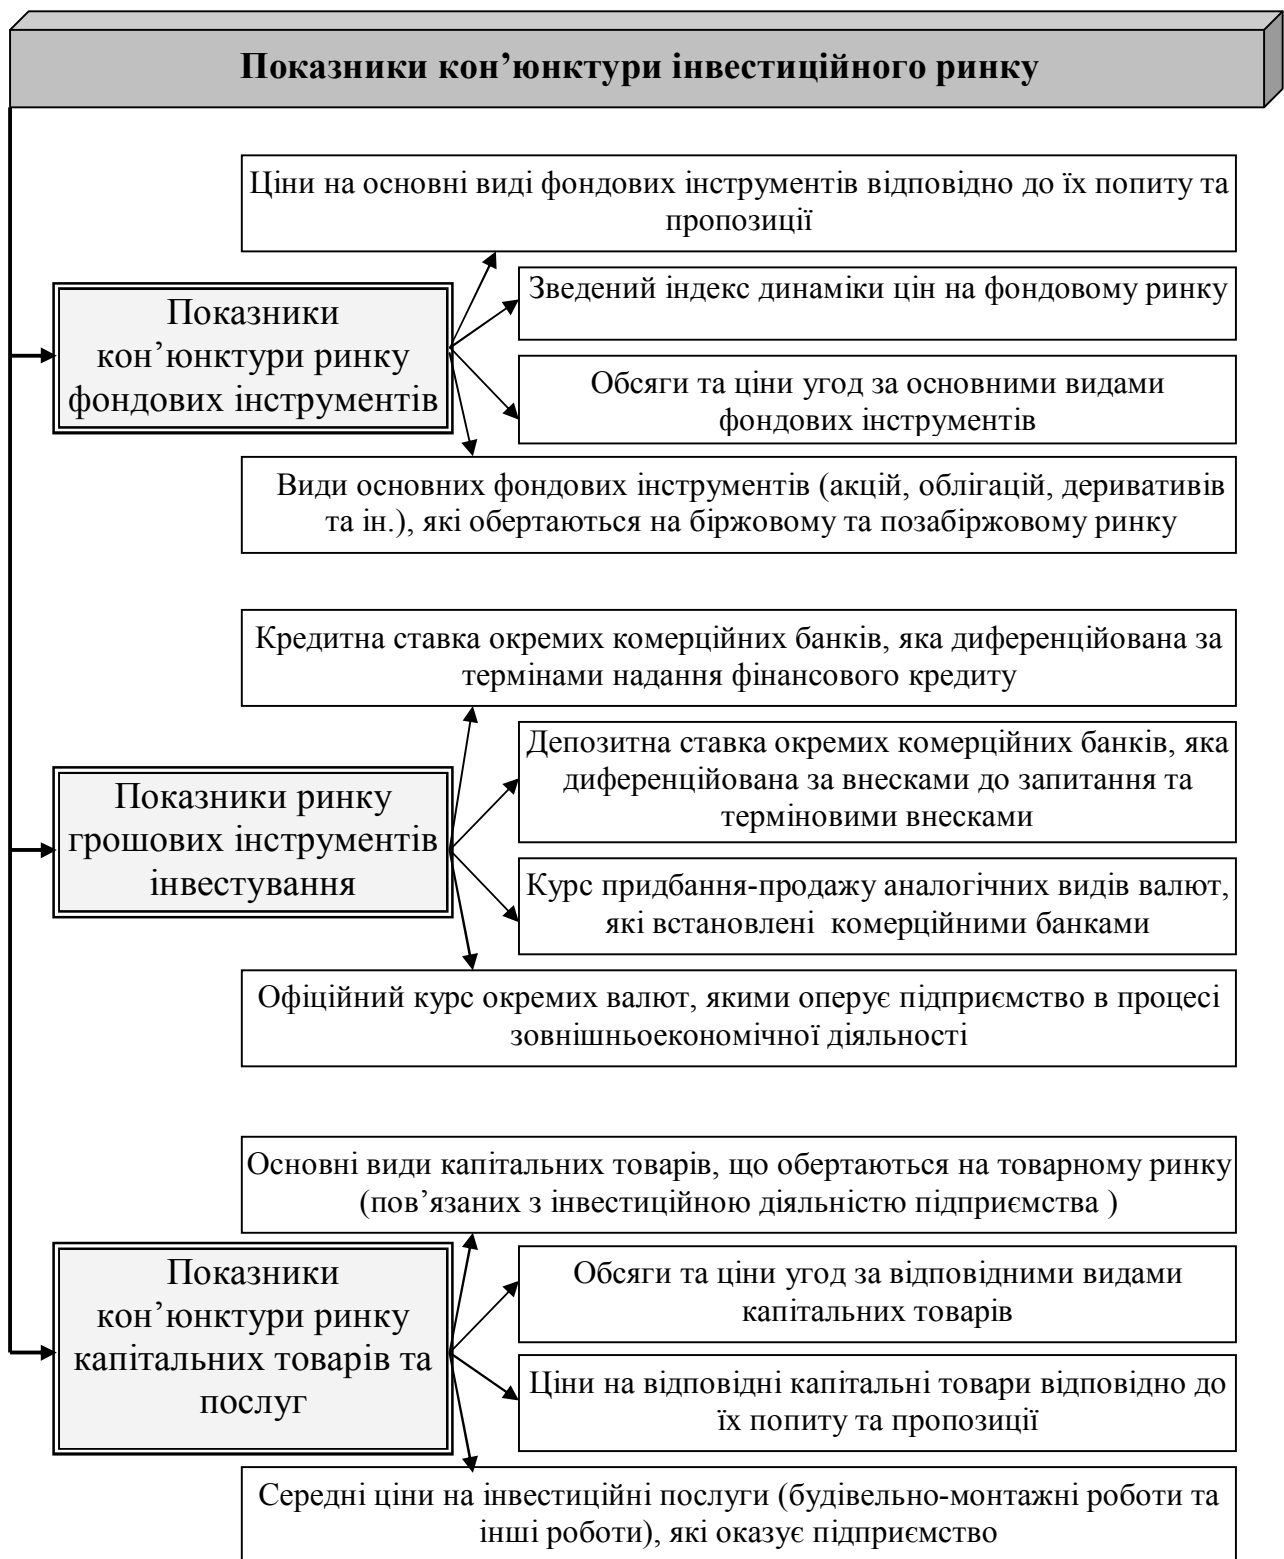 Показники кон’юнктури інвестиційного ринку
Ціни на основні виді фондових інструментів відповідно до їх попиту та
пропозиції
Показники
кон’юнктури ринку
фондових інструментів
Зведений індекс динаміки цін на фондовому ринку
Обсяги та ціни угод за основними видами
фондових інструментів
Види основних фондових інструментів (акцій, облігацій, деривативів
та ін.), які обертаються на біржовому та позабіржовому ринку
Кредитна ставка окремих комерційних банків, яка диференційована за
термінами надання фінансового кредиту
Показники ринку
грошових інструментів
інвестування
Депозитна ставка окремих комерційних банків, яка
диференційована за внесками до запитання та
терміновими внесками
Курс придбання-продажу аналогічних видів валют,
які встановлені комерційними банками
Офіційний курс окремих валют, якими оперує підприємство в процесі
зовнішньоекономічної діяльності
Основні види капітальних товарів, що обертаються на товарному ринку
(пов’язаних з інвестиційною діяльністю підприємства )
Показники
кон’юнктури ринку
капітальних товарів та
послуг
Обсяги та ціни угод за відповідними видами
капітальних товарів
Ціни на відповідні капітальні товари відповідно до
їх попиту та пропозиції
Середні ціни на інвестиційні послуги (будівельно-монтажні роботи та
інші роботи), які оказує підприємство